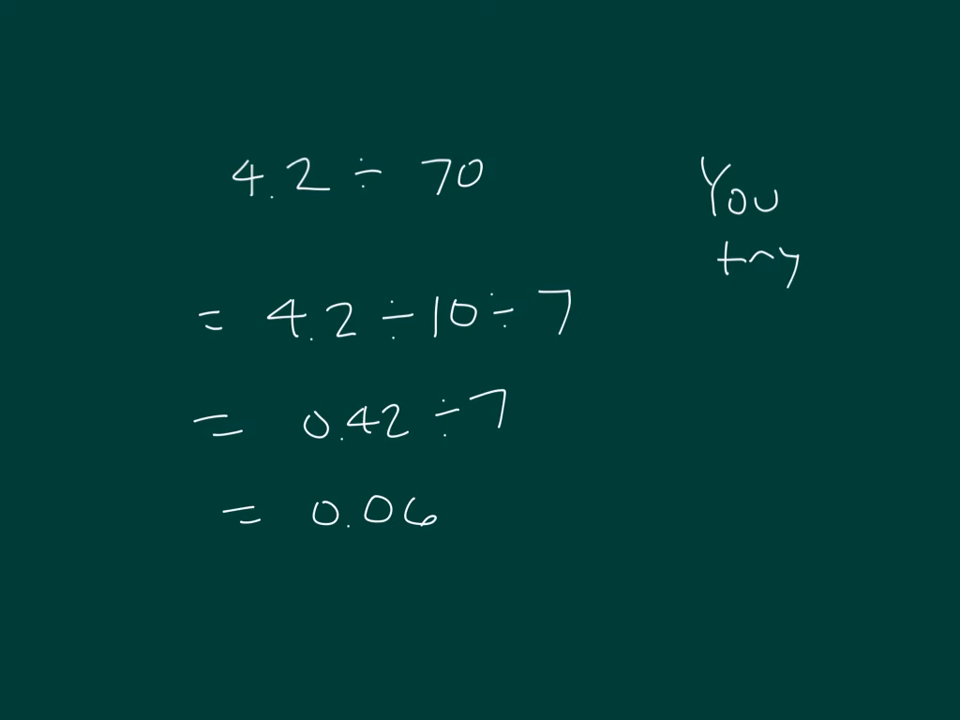 4.2 ÷ 70
You
try
= 4.2 ÷ 10 ÷ 7
= 0.42 ÷ 7
= 0.06